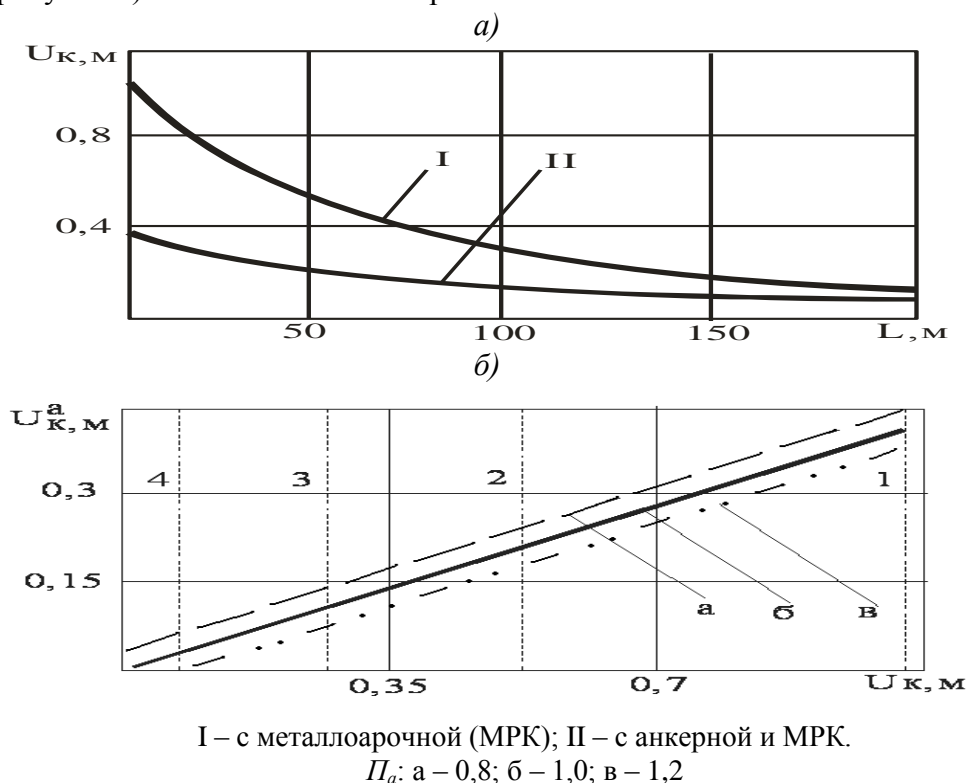 а)
Uк,м
0,8
I
II
0,4
50
100
150
L,м
б)
Uᵃк,м
4
3
2
1
0,3
0,15
а
б
в
0,35
0,7
Uк,м
I – с металлоарочной (МРК); II – с анкерной и МРК.
Пₐ: а – 0,8; б – 1,0; в – 1,2